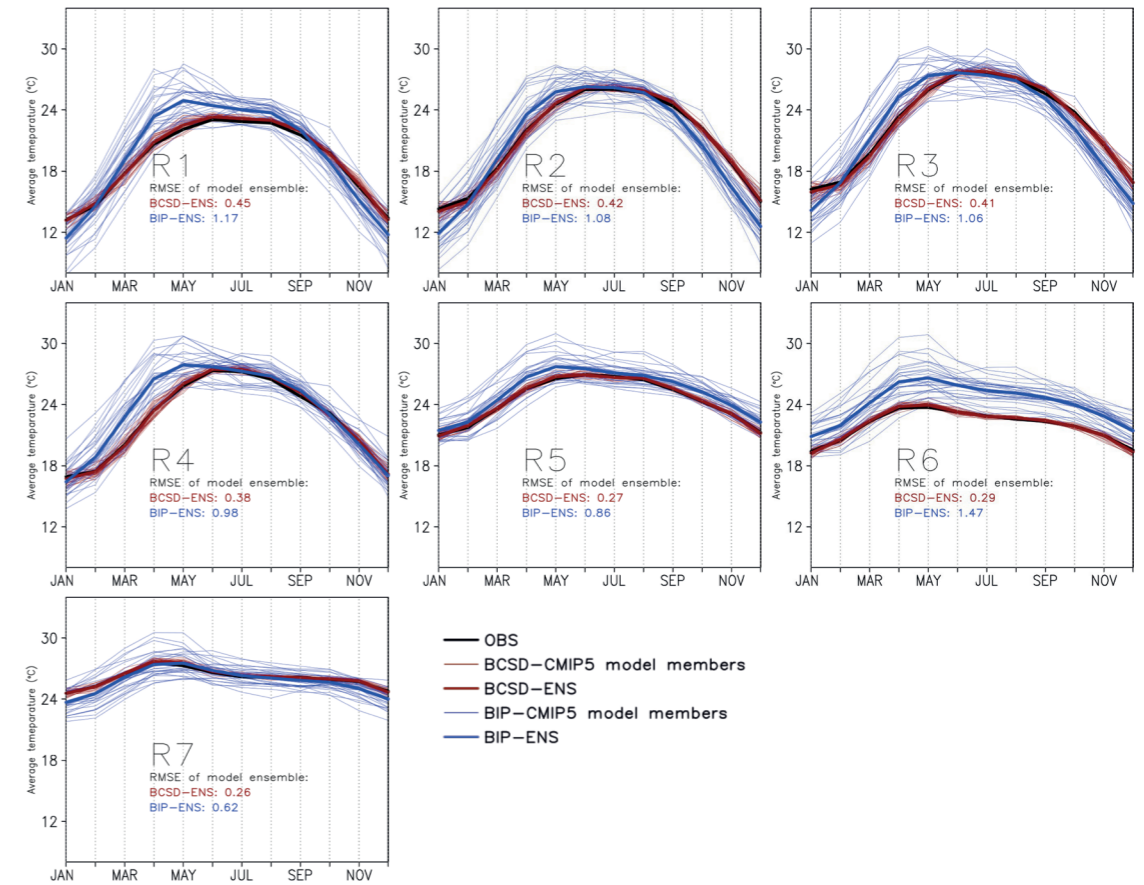 30
24
18
12
Average temeparature (°C)
R1
RMSE of model ensemble:
BCSD-ENS: 0.45
BIP-ENS: 1.17
JAN MAR MAY JUL SEP NOV
30
24
18
12
Average temeparature (°C)
R2
RMSE of model ensemble:
BCSD-ENS: 0.42
BIP-ENS: 1.08
JAN MAR MAY JUL SEP NOV
30
24
18
12
Average temeparature (°C)
R3
RMSE of model ensemble:
BCSD-ENS: 0.41
BIP-ENS: 1.06
JAN MAR MAY JUL SEP NOV
30
24
18
12
Average temeparature (°C)
R4
RMSE of model ensemble:
BCSD-ENS: 0.38
BIP-ENS: 0.98
JAN MAR MAY JUL SEP NOV
30
24
18
12
Average temeparature (°C)
R5
RMSE of model ensemble:
BCSD-ENS: 0.27
BIP-ENS: 0.86
JAN MAR MAY JUL SEP NOV
30
24
18
12
Average temeparature (°C)
R6
RMSE of model ensemble:
BCSD-ENS: 0.29
BIP-ENS: 1.47
JAN MAR MAY JUL SEP NOV
30
24
18
12
Average temeparature (°C)
R7
RMSE of model ensemble:
BCSD-ENS: 0.26
BIP-ENS: 0.62
JAN MAR MAY JUL SEP NOV
OBS
BCSD-CMIP5 model members
BCSD-ENS
BIP-CMIP5 model members
BIP-ENS